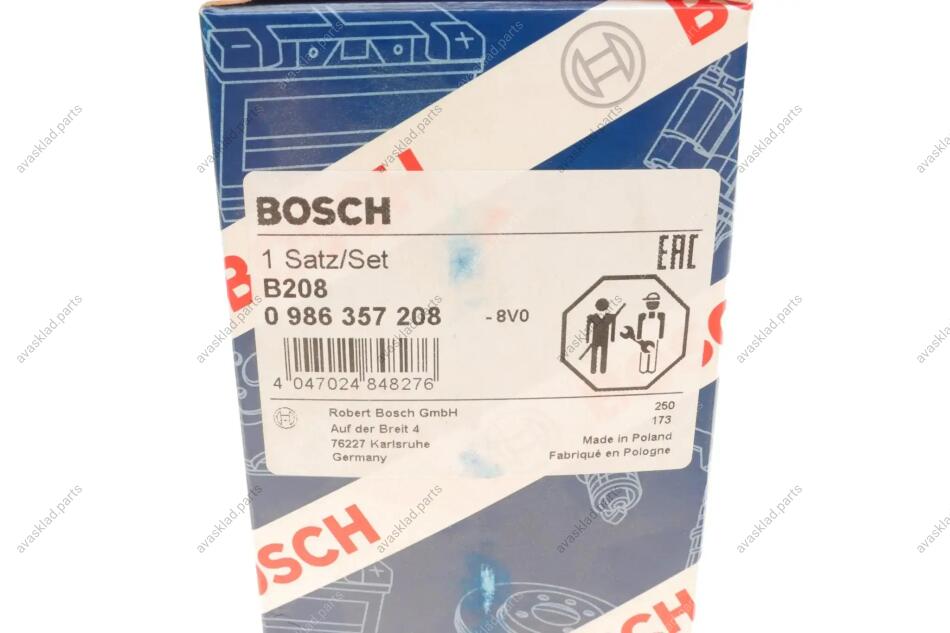 BOSCH
1 Satz/Set
B208
0 986 357 208 - 8V0
EAC
4 047024 848276
Robert Bosch GmbH
Auf der Breit 4
76227 Karlsruhe
Germany
250
173
Made in Poland
Fabriqué en Pologne
BOSCH
avasklad.parts